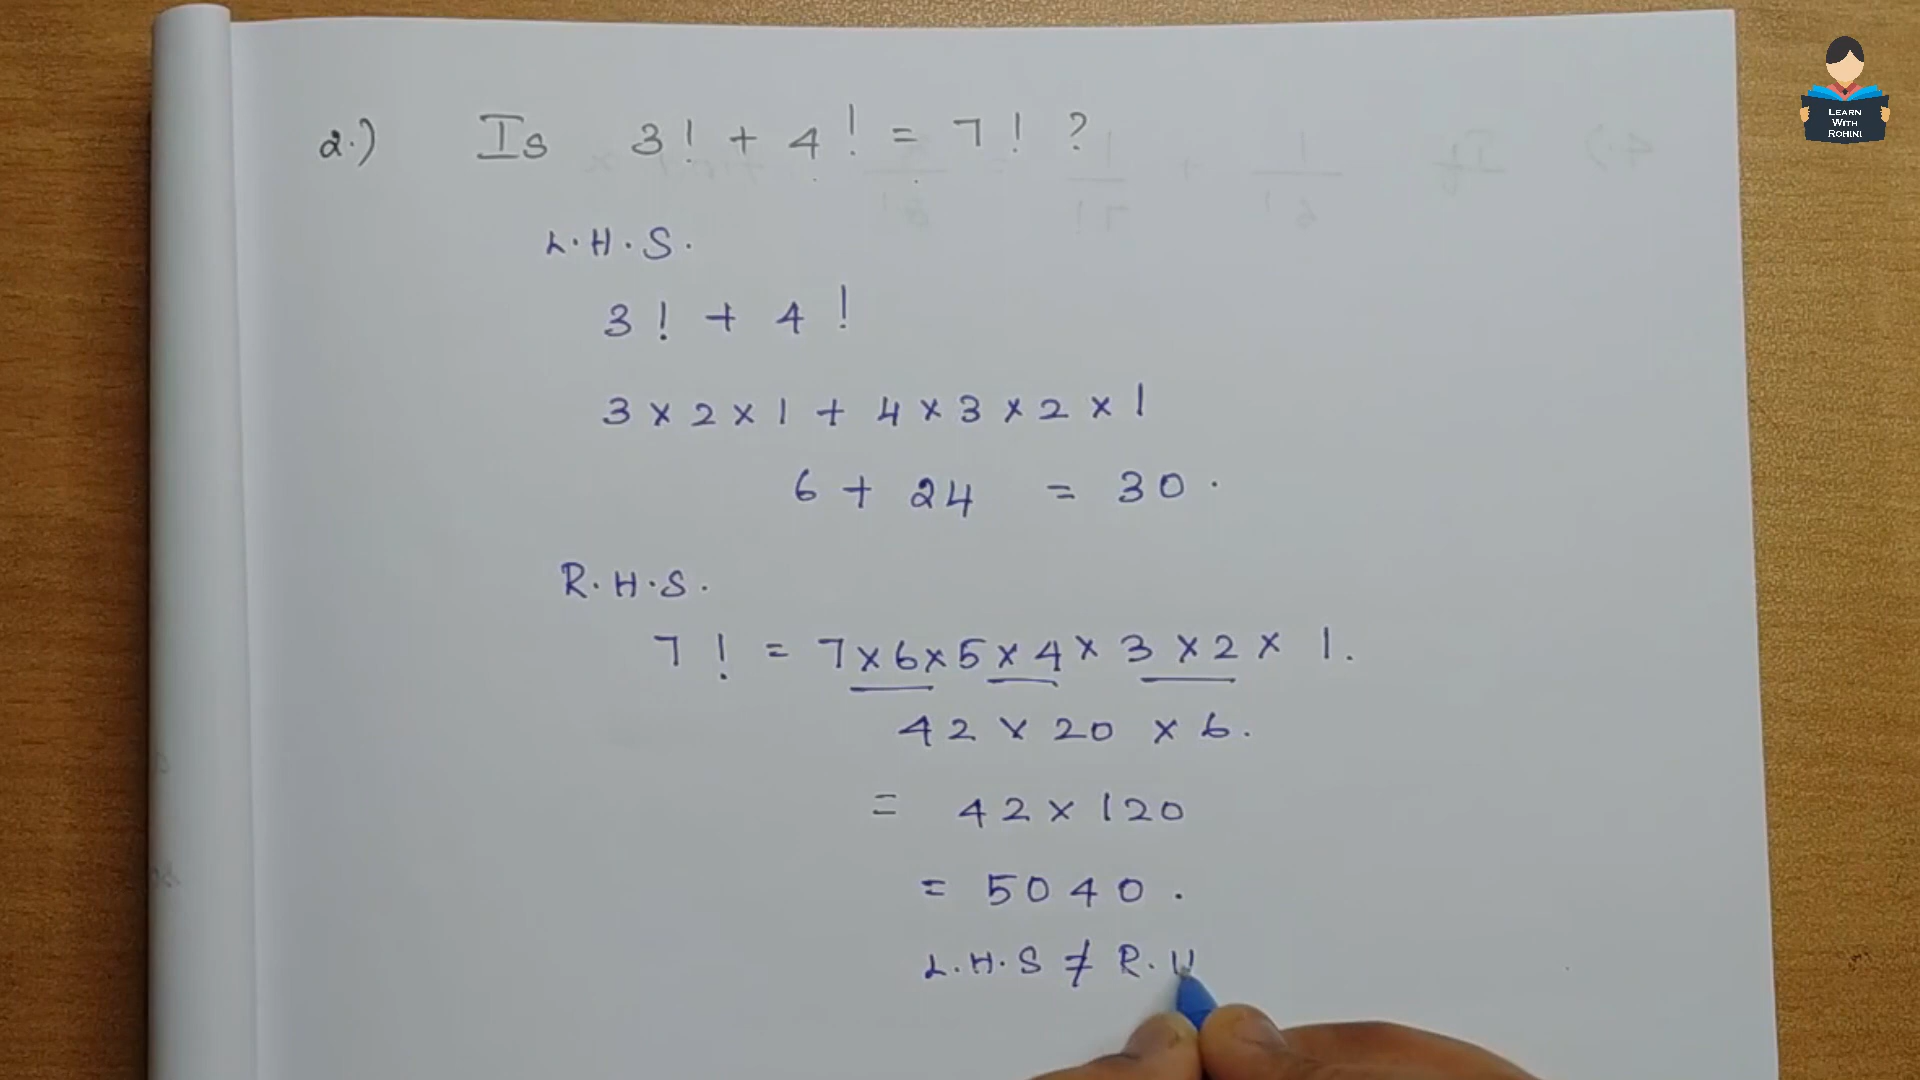 2.) Is 3! + 4! = 7! ?
L.H.S.
3! + 4!
3 × 2 × 1 + 4 × 3 × 2 × 1
6 + 24 = 30.
R.H.S.
7! = 7 × 6 × 5 × 4 × 3 × 2 × 1.
42 × 20 × 6.
= 42 × 120
= 5040.
L.H.S ≠ R.H
LEARN
WITH
ROHINI